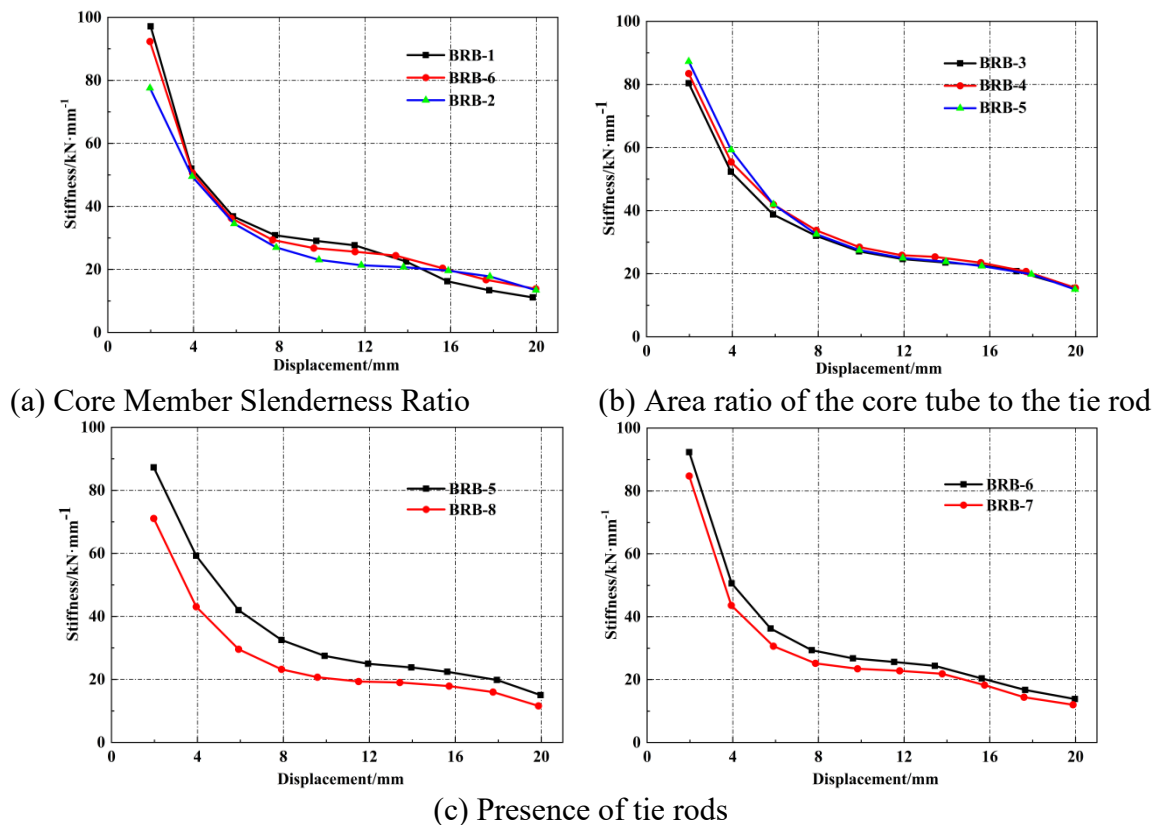 100
80
60
40
20
0
Stiffness/kN·mm⁻¹
BRB-1
BRB-6
BRB-2
0 4 8 12 16 20
Displacement/mm
100
80
60
40
20
0
Stiffness/kN·mm⁻¹
BRB-3
BRB-4
BRB-5
0 4 8 12 16 20
Displacement/mm
(a) Core Member Slenderness Ratio
(b) Area ratio of the core tube to the tie rod
100
80
60
40
20
0
Stiffness/kN·mm⁻¹
BRB-5
BRB-8
0 4 8 12 16 20
Displacement/mm
100
80
60
40
20
0
Stiffness/kN·mm⁻¹
BRB-6
BRB-7
0 4 8 12 16 20
Displacement/mm
(c) Presence of tie rods